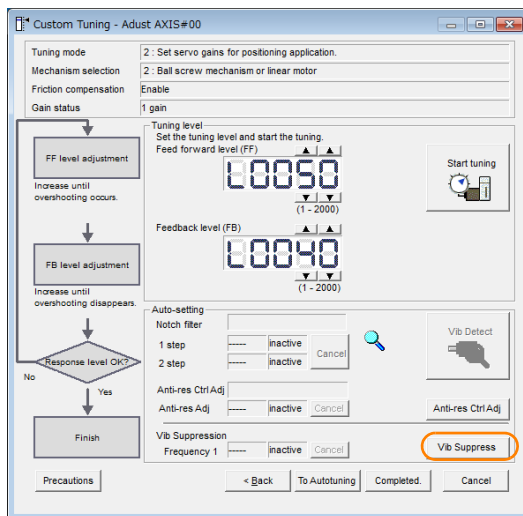 Custom Tuning - Adust AXIS#00
Tuning mode 2 : Set servo gains for positioning application.
Mechanism selection 2 : Ball screw mechanism or linear motor
Friction compensation Enable
Gain status 1 gain
FF level adjustment
Increase until
overshooting occurs.
FB level adjustment
Increase until
overshooting disappears.
Response level OK?
No
Yes
Finish
Tuning level
Set the tuning level and start the tuning.
Feed forward level (FF)
L0050
(1 - 2000)
Feedback level (FB)
L0040
(1 - 2000)
Start tuning
Auto-setting
Notch filter
1 step ----- inactive
2 step ----- inactive
Cancel
Vib Detect
Anti-res Ctrl Adj
Anti-res Adj ----- inactive Cancel
Anti-res Ctrl Adj
Vib Suppression
Frequency 1 ----- inactive Cancel
Vib Suppress
Precautions
< Back
To Autotuning
Completed.
Cancel